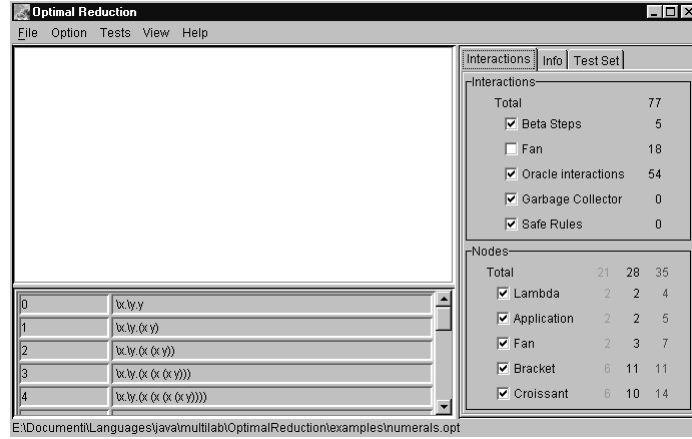 Optimal Reduction
File Option Tests View Help
Interactions Info Test Set
Interactions
Total 77
Beta Steps 5
Fan 18
Oracle interactions 54
Garbage Collector 0
Safe Rules 0
Nodes
Total 21 28 35
Lambda 2 2 4
Application 2 2 5
Fan 2 3 7
Bracket 6 11 11
Croissant 6 10 14
0 \x.\y.y
1 \x.\y.(x y)
2 \x.\y.(x (x y))
3 \x.\y.(x (x (x y)))
4 \x.\y.(x (x (x (x y))))
E:\Documenti\Languages\java\multilab\OptimalReduction\examples\numerals.opt